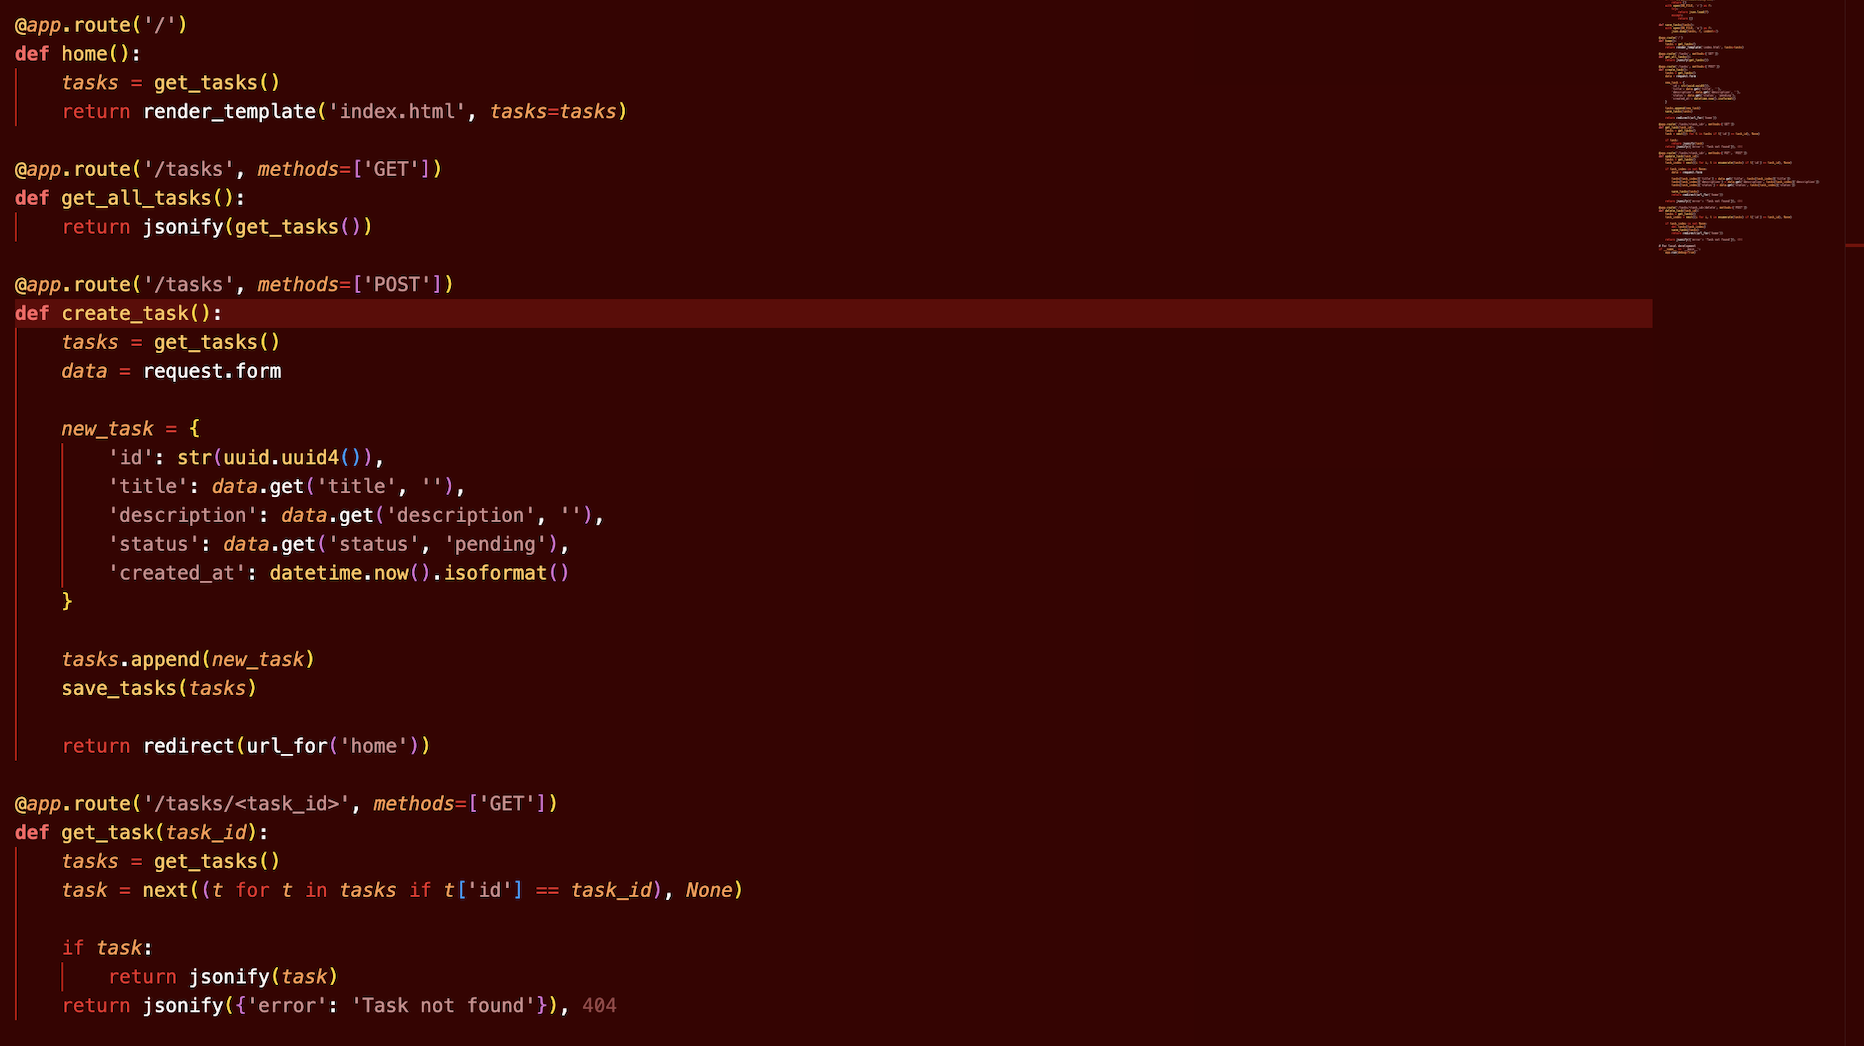 @app.route('/')
def home():
    tasks = get_tasks()
    return render_template('index.html', tasks=tasks)

@app.route('/tasks', methods=['GET'])
def get_all_tasks():
    return jsonify(get_tasks())

@app.route('/tasks', methods=['POST'])
def create_task():
    tasks = get_tasks()
    data = request.form

    new_task = {
        'id': str(uuid.uuid4()),
        'title': data.get('title', ''),
        'description': data.get('description', ''),
        'status': data.get('status', 'pending'),
        'created_at': datetime.now().isoformat()
    }

    tasks.append(new_task)
    save_tasks(tasks)

    return redirect(url_for('home'))

@app.route('/tasks/<task_id>', methods=['GET'])
def get_task(task_id):
    tasks = get_tasks()
    task = next((t for t in tasks if t['id'] == task_id), None)

    if task:
        return jsonify(task)
    return jsonify({'error': 'Task not found'}), 404